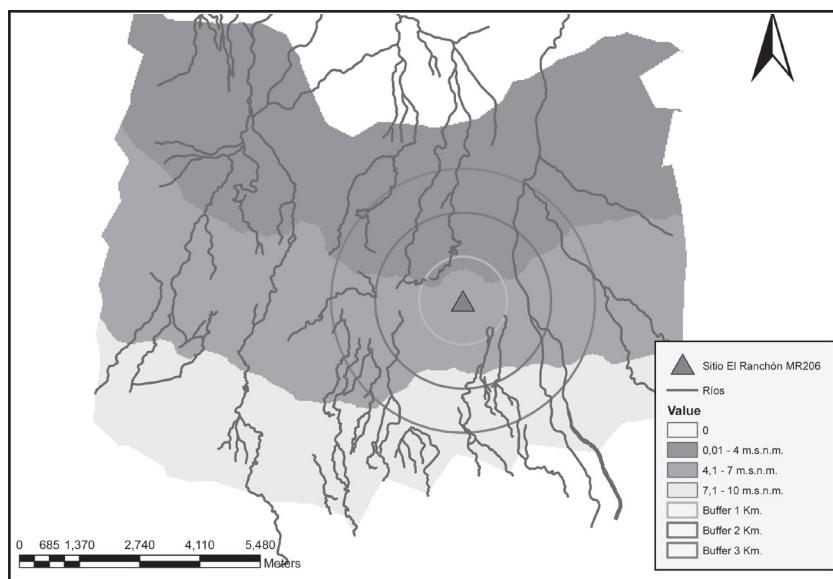 Sitio El Ranchón MR206
Ríos
Value
0
0,01 - 4 m.s.n.m.
4,1 - 7 m.s.n.m.
7,1 - 10 m.s.n.m.
Buffer 1 Km.
Buffer 2 Km.
Buffer 3 Km.
0 685 1,370 2,740 4,110 5,480
Meters